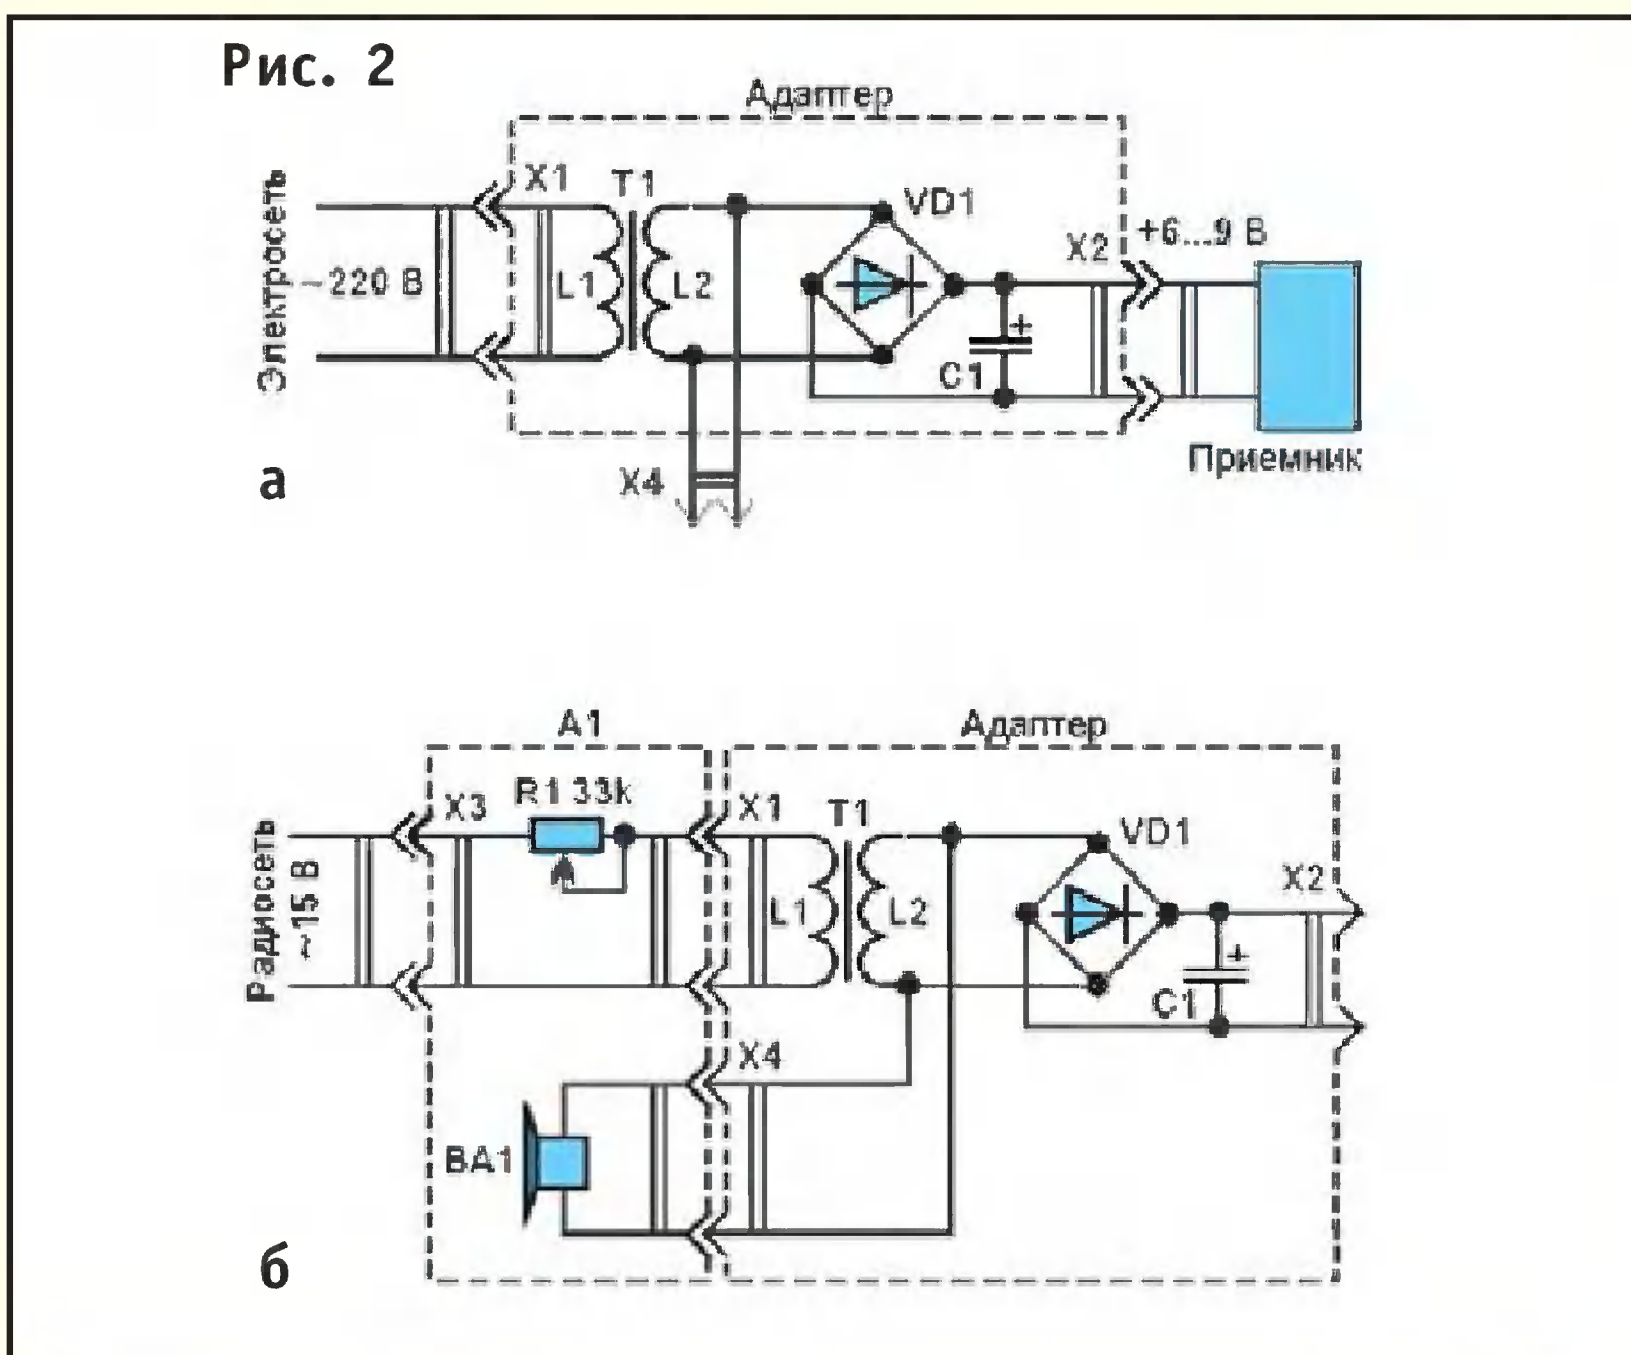 Рис. 2
Адаптер
Электросеть
~220 В
X1
T1
L1
L2
VD1
C1
+
X2
+6...9 В
Приемник
X4
а
A1
Адаптер
Радиосеть
~15 В
X3
R1 33k
X1
T1
L1
L2
VD1
C1
+
X2
X4
BA1
б